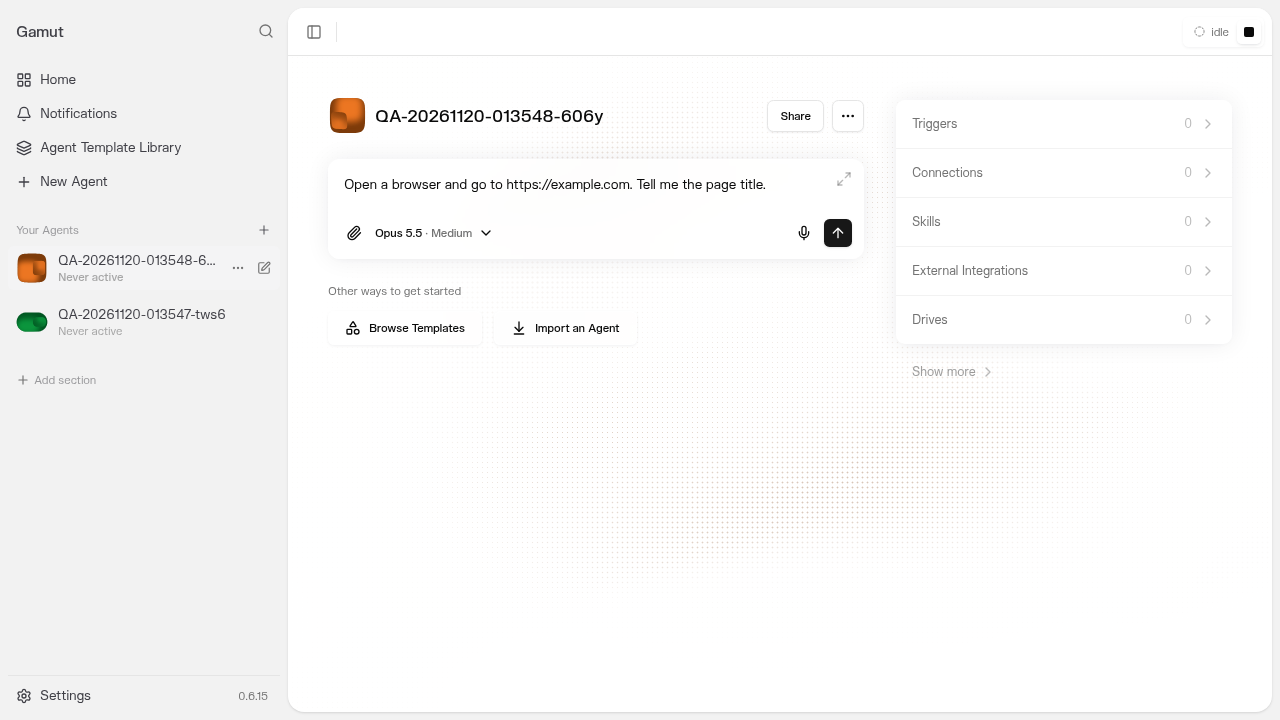 Gamut
Home
Notifications
Agent Template Library
New Agent
Your Agents
QA-20261120-013548-6...
Never active
QA-20261120-013547-tws6
Never active
Add section
Settings
0.6.15
idle
QA-20261120-013548-606y
Share
Open a browser and go to https://example.com. Tell me the page title.
Opus 5.5 · Medium
Other ways to get started
Browse Templates
Import an Agent
Triggers 0
Connections 0
Skills 0
External Integrations 0
Drives 0
Show more